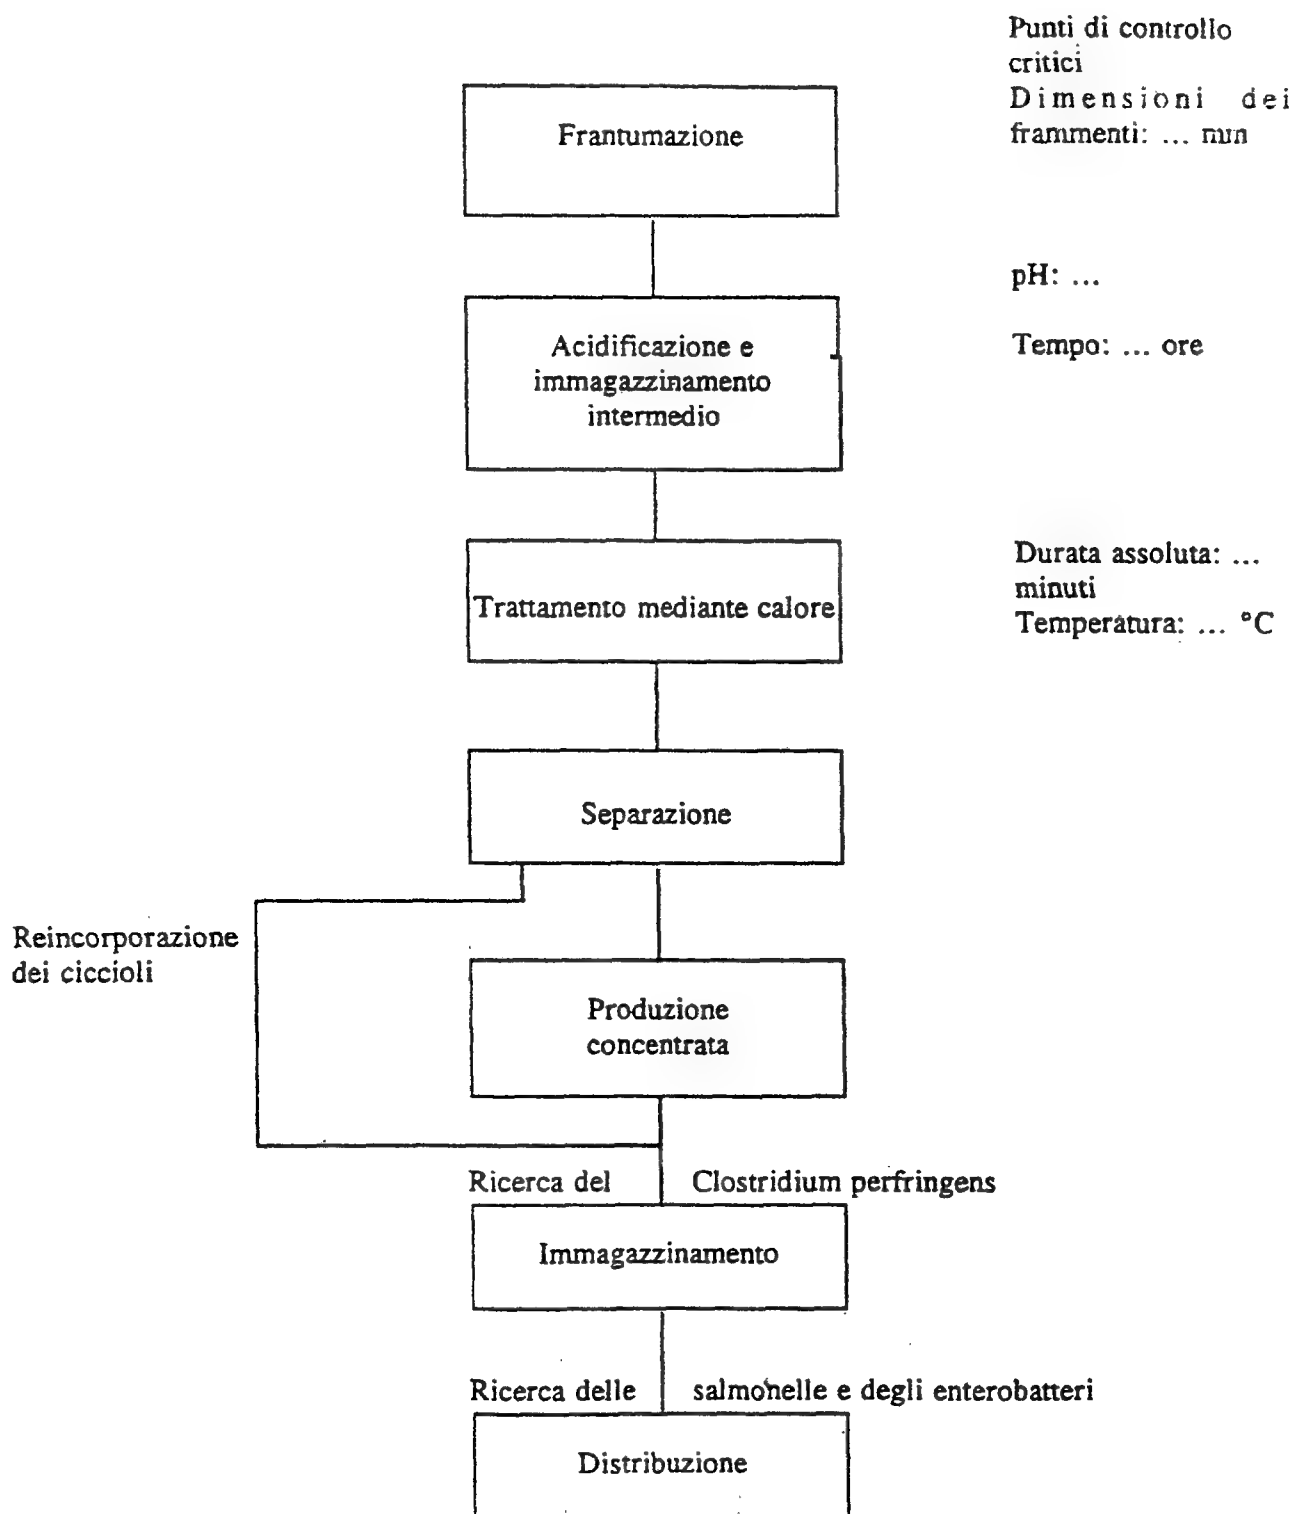 Punti di controllo
critici
Dimensioni dei
frammenti: ... mm
Frantumazione
pH: ...
Tempo: ... ore
Acidificazione e
immagazzinamento
intermedio
Durata assoluta: ...
minuti
Temperatura: ... °C
Trattamento mediante calore
Separazione
Reincorporazione
dei ciccioli
Produzione
concentrata
Ricerca del Clostridium perfringens
Immagazzinamento
Ricerca delle salmonelle e degli enterobatteri
Distribuzione